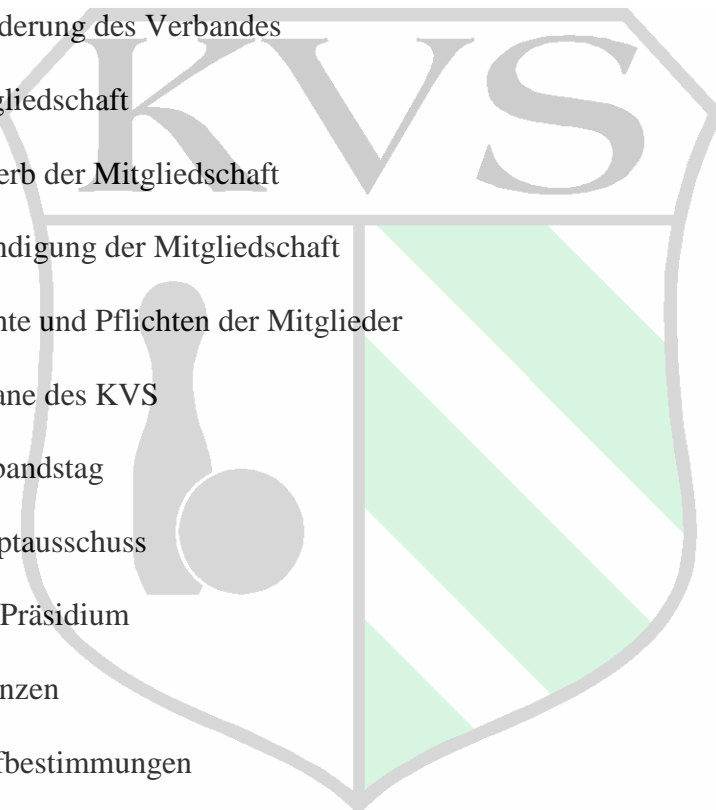 KVS
derung des Verbandes
gliedschaft
erb der Mitgliedschaft
ndigung der Mitgliedschaft
hte und Pflichten der Mitglieder
ane des KVS
bandstag
ptausschuss
Präsidium
nzen
fbestimmungen